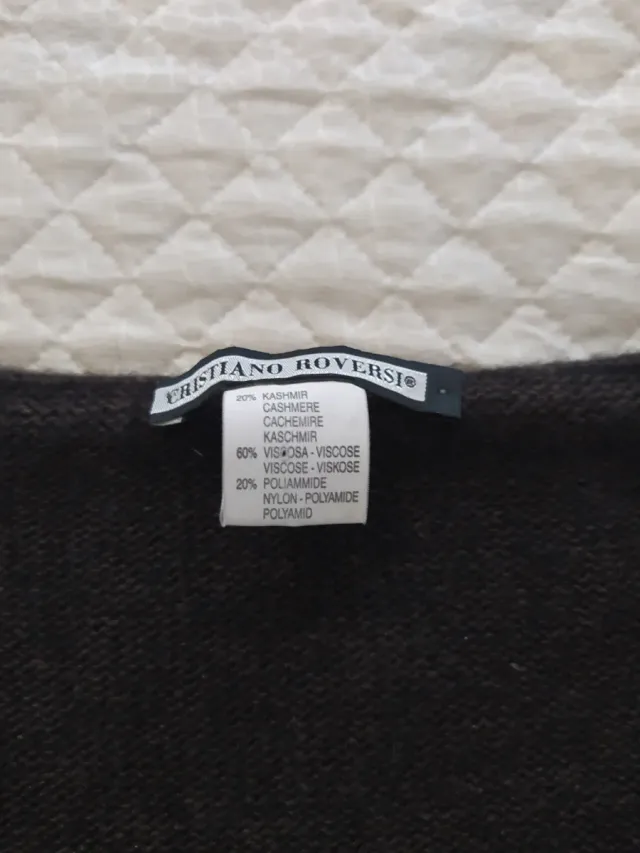 CRISTIANO ROVERSI®
20% KASHMIR
CASHMERE
CACHEMIRE
KASCHMIR
60% VISCOSA - VISCOSE
VISCOSE - VISKOSE
20% POLIAMMIDE
NYLON - POLYAMIDE
POLYAMID